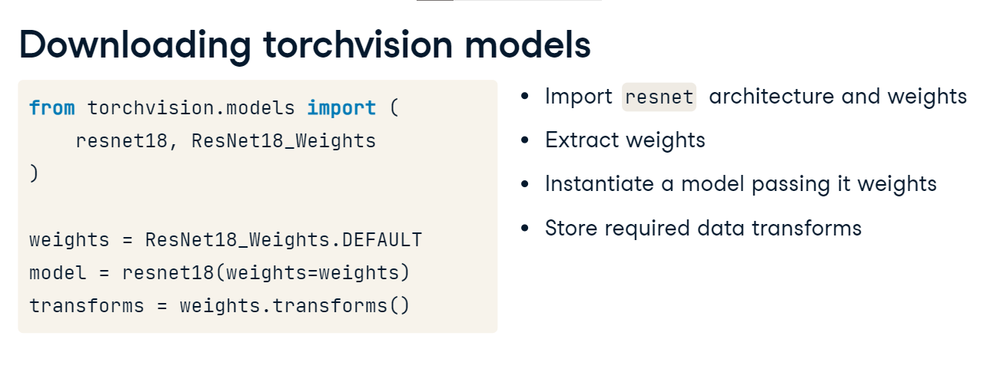 Downloading torchvision models
from torchvision.models import (
    resnet18, ResNet18_Weights
)
weights = ResNet18_Weights.DEFAULT
model = resnet18(weights=weights)
transforms = weights.transforms()
• Import resnet architecture and weights
• Extract weights
• Instantiate a model passing it weights
• Store required data transforms